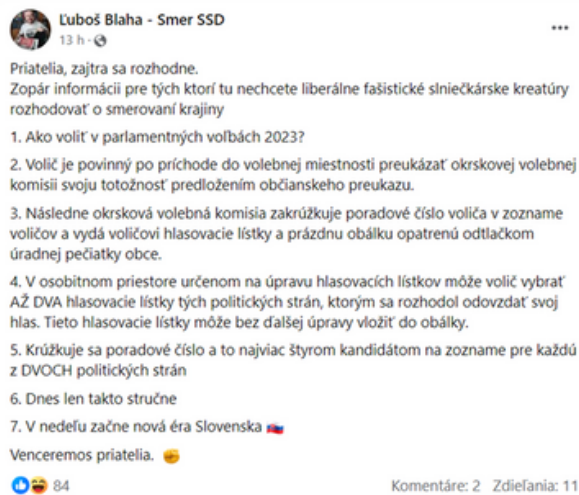 Ľuboš Blaha - Smer SSD
13 h ·
Priatelia, zajtra sa rozhodne.
Zopár informácii pre tých ktorí tu nechcete liberálne fašistické slniečkárske kreatúry
rozhodovať o smerovaní krajiny
1. Ako voliť v parlamentných voľbách 2023?
2. Volič je povinný po príchode do volebnej miestnosti preukázať okrskovej volebnej
komisii svoju totožnosť predložením občianskeho preukazu.
3. Následne okrsková volebná komisia zakrúžkuje poradové číslo voliča v zozname
voličov a vydá voličovi hlasovacie lístky a prázdnu obálku opatrenú odtlačkom
úradnej pečiatky obce.
4. V osobitnom priestore určenom na úpravu hlasovacích lístkov môže volič vybrať
AŽ DVA hlasovacie lístky tých politických strán, ktorým sa rozhodol odovzdať svoj
hlas. Tieto hlasovacie lístky môže bez ďalšej úpravy vložiť do obálky.
5. Krúžkuje sa poradové číslo a to najviac štyrom kandidátom na zozname pre každú
z DVOCH politických strán
6. Dnes len takto stručne
7. V nedeľu začne nová éra Slovenska 🇸🇰
Venceremos priatelia. ✊
84
Komentáre: 2 Zdieľania: 11